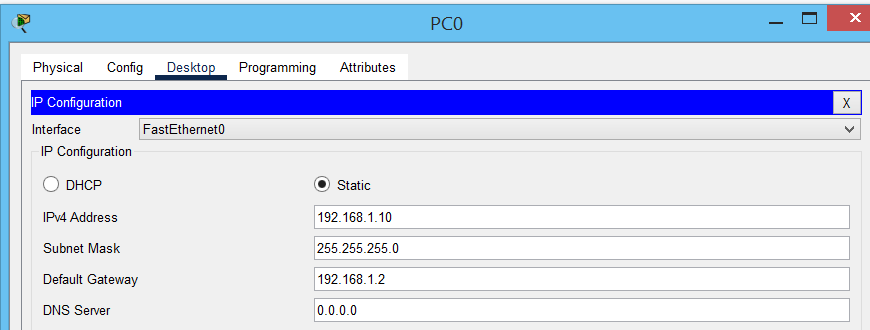 PC0
Physical Config Desktop Programming Attributes
IP Configuration X
Interface FastEthernet0
IP Configuration
DHCP Static
IPv4 Address 192.168.1.10
Subnet Mask 255.255.255.0
Default Gateway 192.168.1.2
DNS Server 0.0.0.0